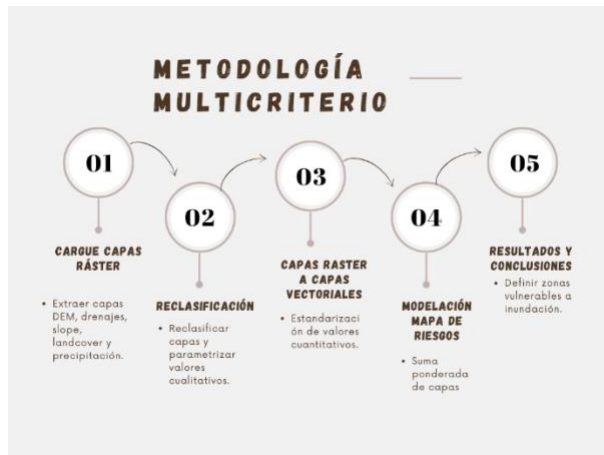 METODOLOGÍA
MULTICRITERIO
01
CARGUE CAPAS
RÁSTER
• Extraer capas
DEM, drenajes,
slope,
landcover y
precipitación.
02
RECLASIFICACIÓN
• Reclasificar
capas y
parametrizar
valores
cualitativos.
03
CAPAS RASTER
A CAPAS
VECTORIALES
• Estandarizaci
ón de valores
cuantitativos.
04
MODELACIÓN
MAPA DE
RIESGOS
• Suma
ponderada
de capas
05
RESULTADOS Y
CONCLUSIONES
• Definir zonas
vulnerables a
inundación.